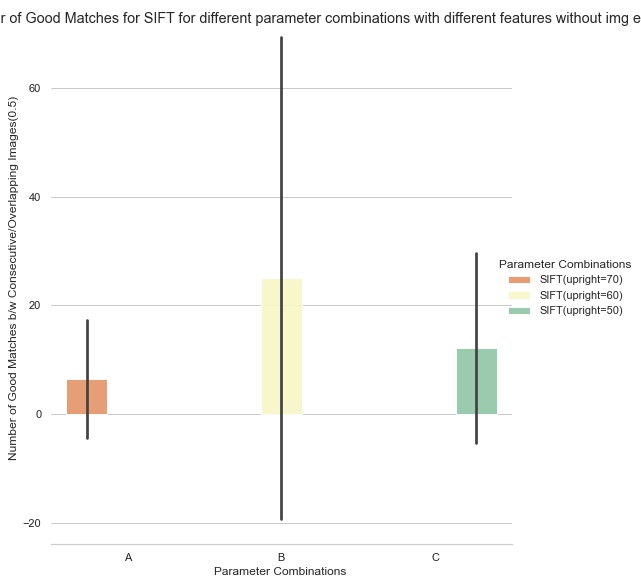 r of Good Matches for SIFT for different parameter combinations with different features without img e
Number of Good Matches b/w Consecutive/Overlapping Images(0.5)
60
40
20
0
−20
A B C
Parameter Combinations
Parameter Combinations
SIFT(upright=70)
SIFT(upright=60)
SIFT(upright=50)